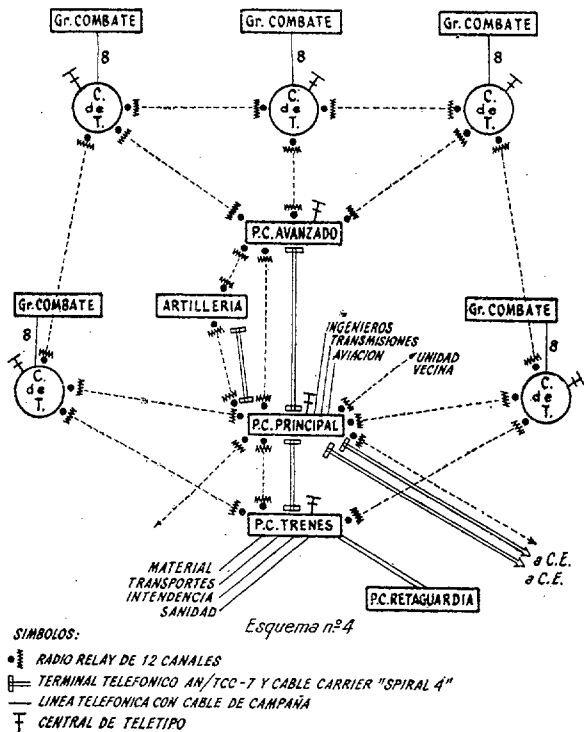 Gr. COMBATE
Gr. COMBATE
Gr. COMBATE
8
8
8
C. de T.
C. de T.
C. de T.
P.C. AVANZADO
Gr. COMBATE
ARTILLERIA
Gr. COMBATE
8
8
INGENIEROS
TRANSMISIONES
AVIACION
UNIDAD
VECINA
C. de T.
C. de T.
P.C. PRINCIPAL
P.C. TRENES
a C.E.
a C.E.
MATERIAL
TRANSPORTES
INTENDENCIA
SANIDAD
P.C. RETAGUARDIA
Esquema nº 4
SIMBOLOS:
RADIO RELAY DE 12 CANALES
TERMINAL TELEFONICO AN/TCC-7 Y CABLE CARRIER "SPIRAL 4"
LINEA TELEFONICA CON CABLE DE CAMPAÑA
CENTRAL DE TELETIPO